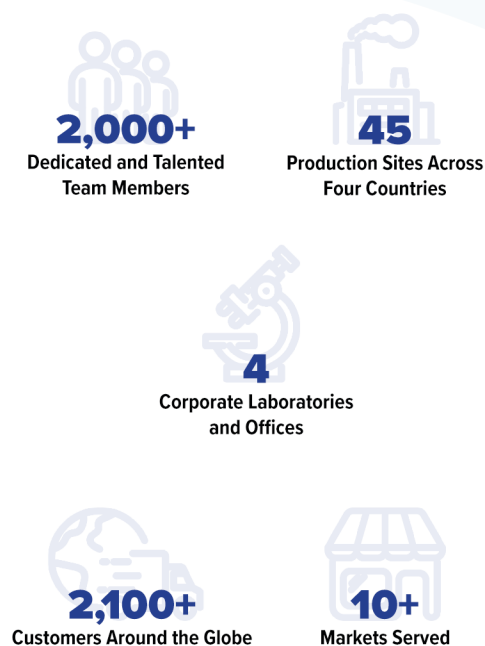 2,000+
Dedicated and Talented
Team Members
45
Production Sites Across
Four Countries
4
Corporate Laboratories
and Offices
2,100+
Customers Around the Globe
10+
Markets Served